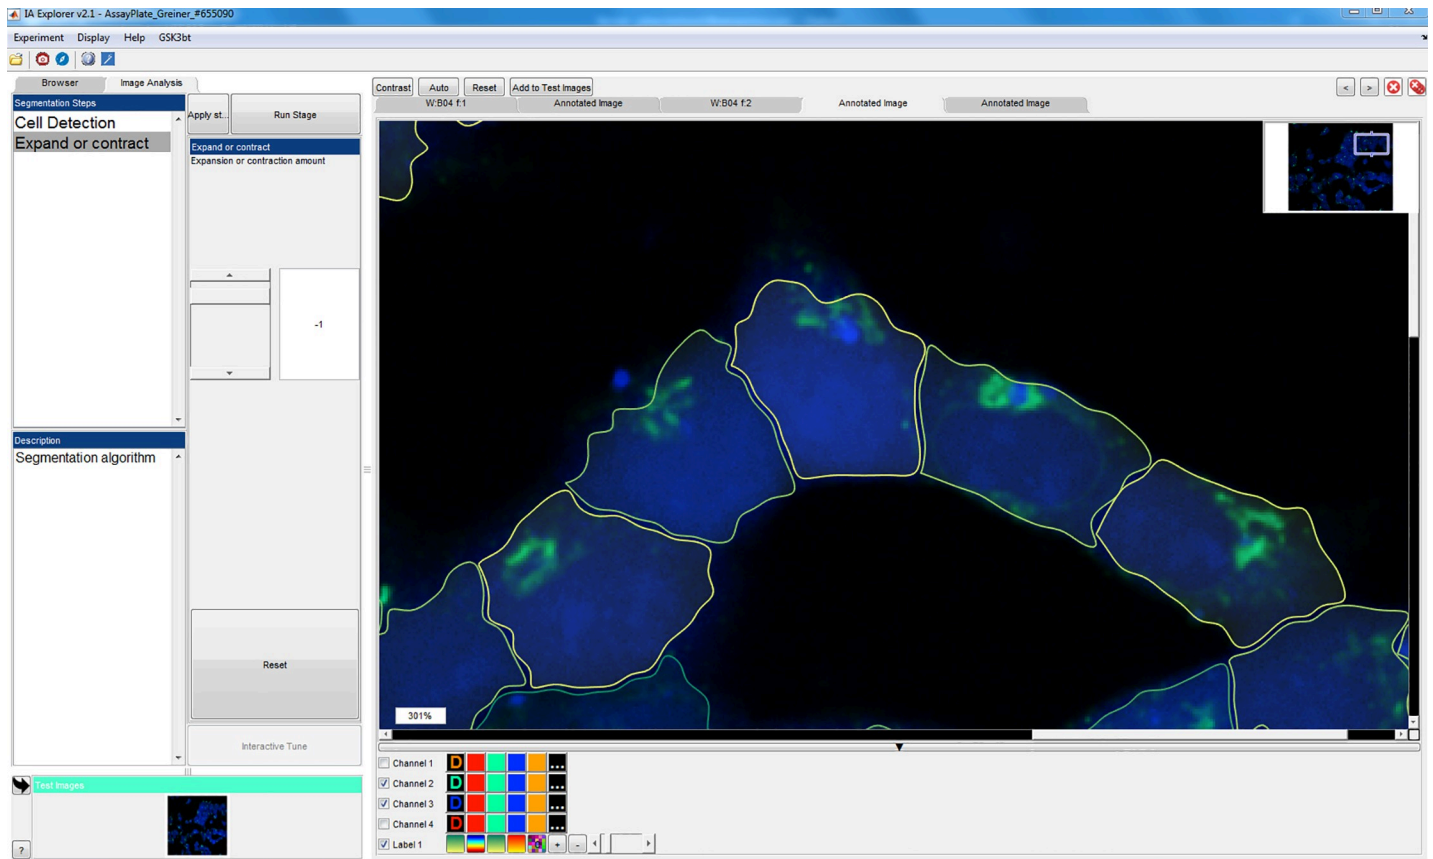 IA Explorer v2.1 - AssayPlate_Greiner_#655090
Experiment Display Help GSK3bt
Browser Image Analysis
Segmentation Steps
Cell Detection
Expand or contract
Apply st...
Run Stage
Expand or contract
Expansion or contraction amount
-1
Description
Segmentation algorithm
Reset
Interactive Tune
Test Images
?
Contrast Auto Reset Add to Test Images
< >
W:B04 f:1 Annotated Image W:B04 f:2 Annotated Image Annotated Image
301%
Channel 1 D ...
Channel 2 D ...
Channel 3 D ...
Channel 4 D ...
Label 1 + -